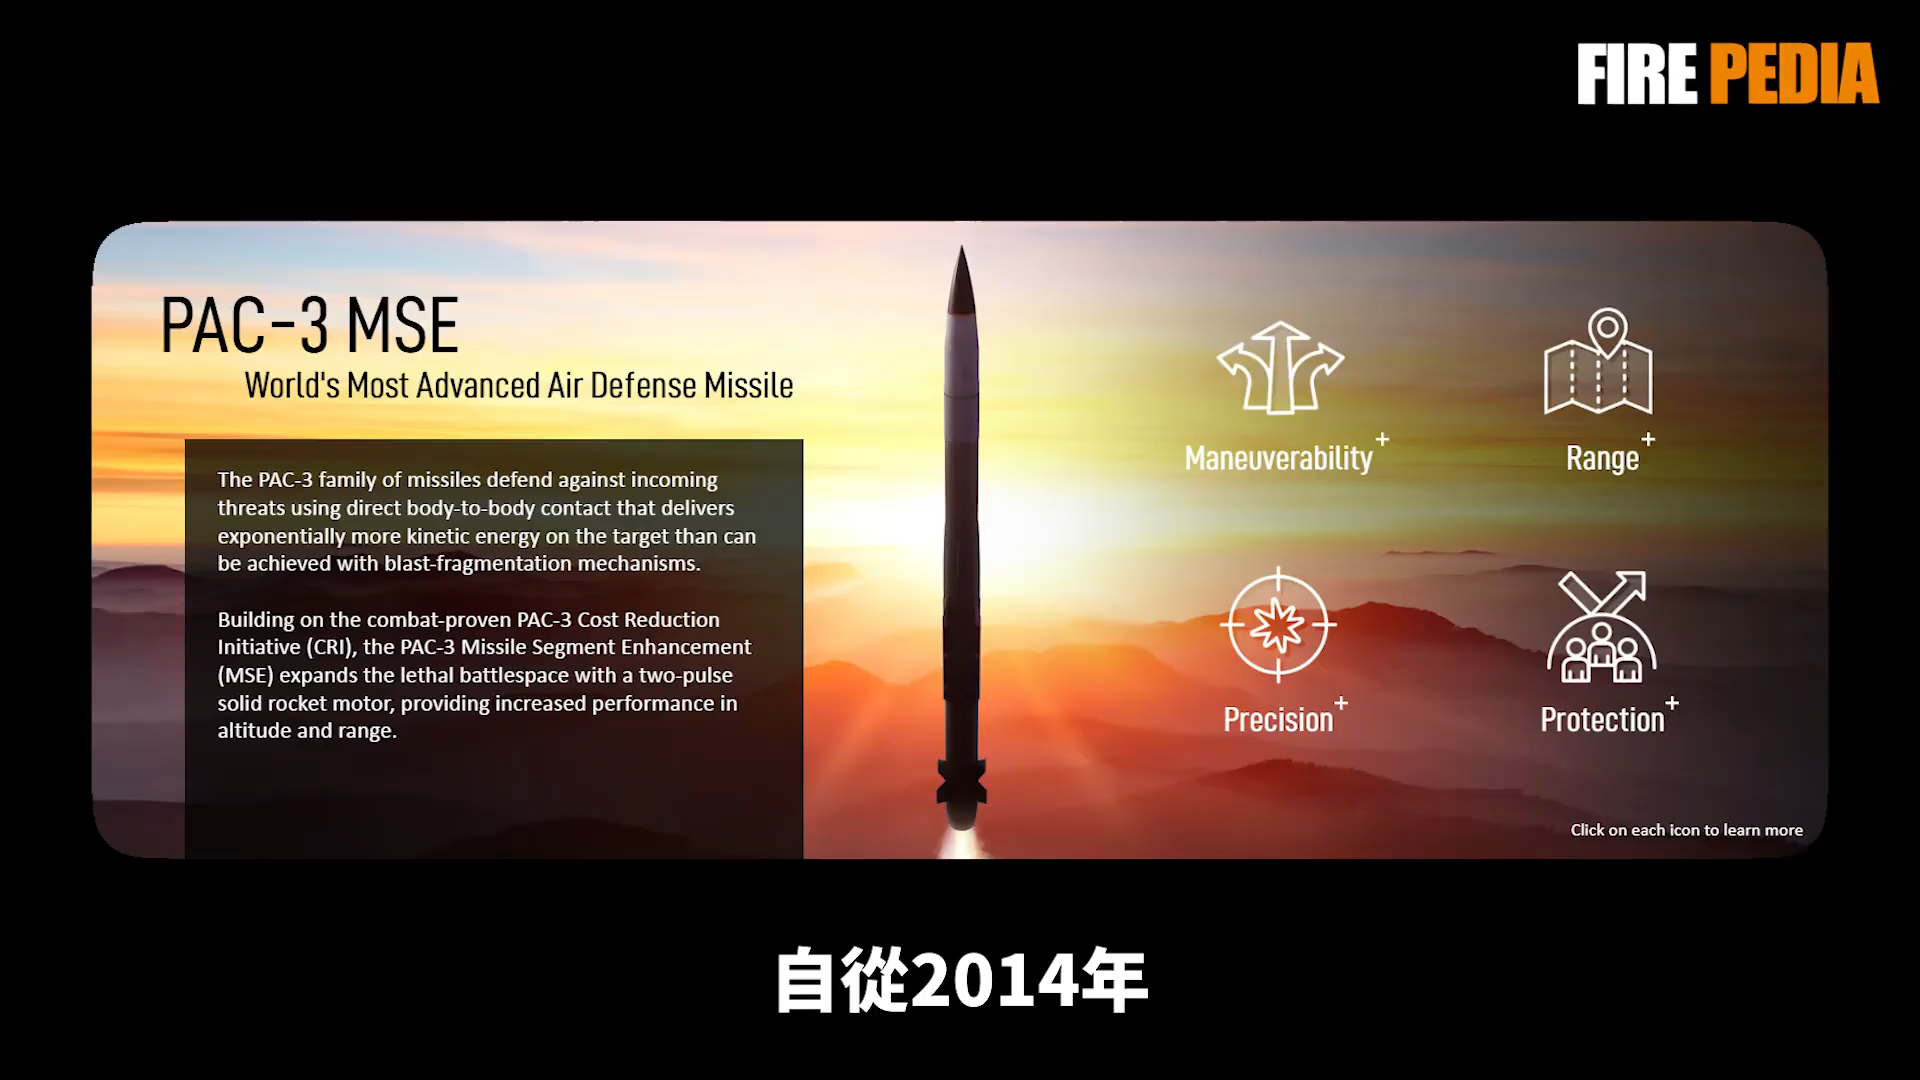 FIRE PEDIA
PAC-3 MSE
World's Most Advanced Air Defense Missile
The PAC-3 family of missiles defend against incoming
threats using direct body-to-body contact that delivers
exponentially more kinetic energy on the target than can
be achieved with blast-fragmentation mechanisms.
Building on the combat-proven PAC-3 Cost Reduction
Initiative (CRI), the PAC-3 Missile Segment Enhancement
(MSE) expands the lethal battlespace with a two-pulse
solid rocket motor, providing increased performance in
altitude and range.
Maneuverability+
Range+
Precision+
Protection+
Click on each icon to learn more
自從2014年